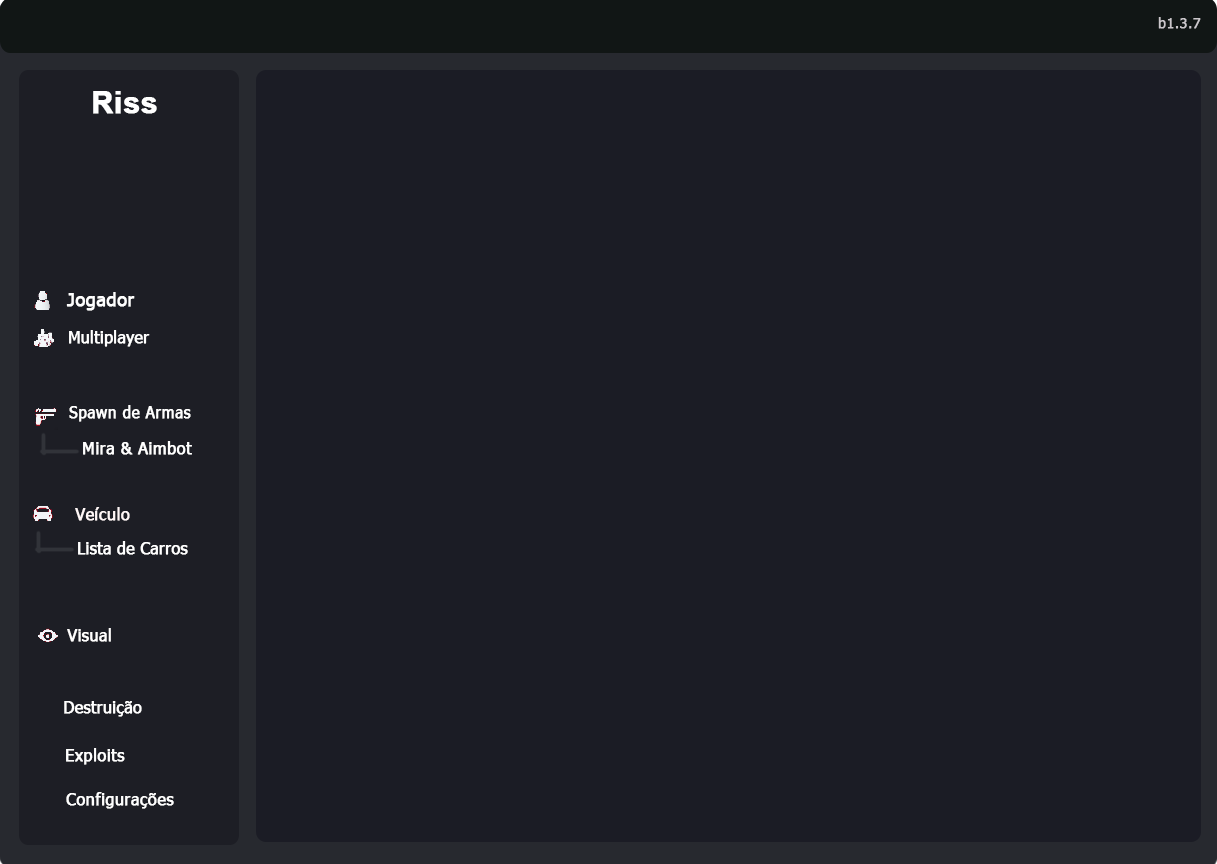 b1.3.7
Riss
Jogador
Multiplayer
Spawn de Armas
Mira & Aimbot
Veículo
Lista de Carros
Visual
Destruição
Exploits
Configurações